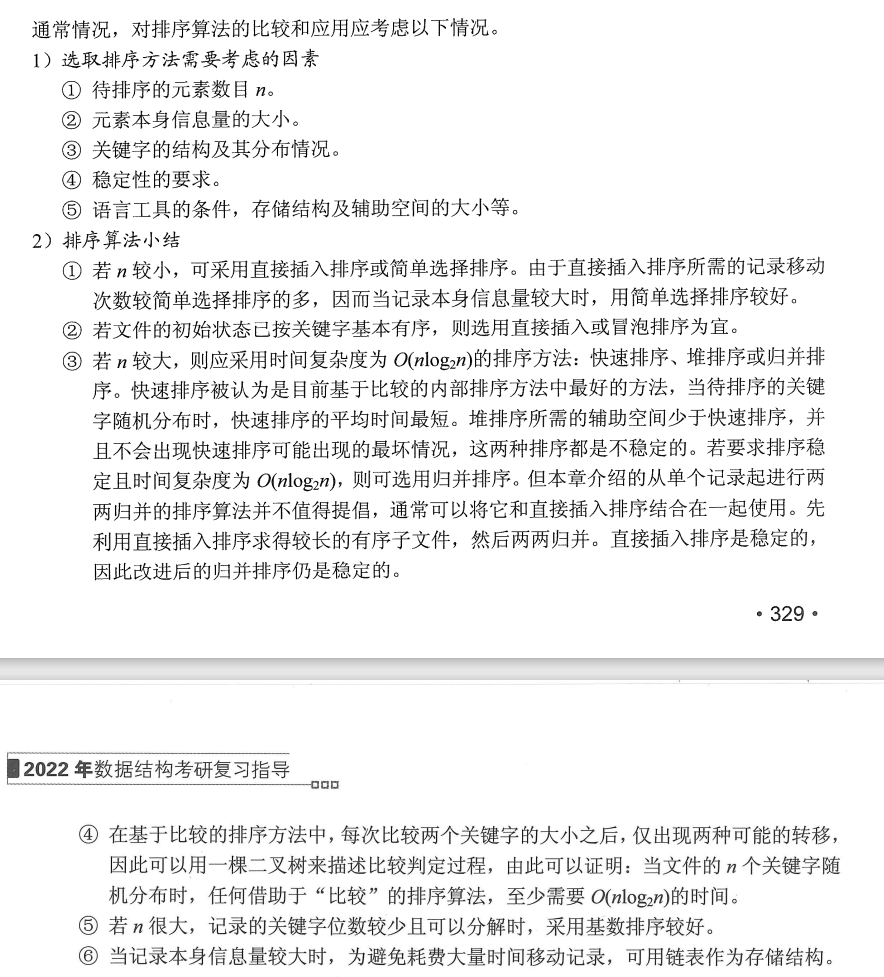 通常情况，对排序算法的比较和应用应考虑以下情况。
1）选取排序方法需要考虑的因素
① 待排序的元素数目 n。
② 元素本身信息量的大小。
③ 关键字的结构及其分布情况。
④ 稳定性的要求。
⑤ 语言工具的条件，存储结构及辅助空间的大小等。
2）排序算法小结
① 若 n 较小，可采用直接插入排序或简单选择排序。由于直接插入排序所需的记录移动
次数较简单选择排序的多，因而当记录本身信息量较大时，用简单选择排序较好。
② 若文件的初始状态已按关键字基本有序，则选用直接插入或冒泡排序为宜。
③ 若 n 较大，则应采用时间复杂度为 O(nlog₂n)的排序方法：快速排序、堆排序或归并排
序。快速排序被认为是目前基于比较的内部排序方法中最好的方法，当待排序的关键
字随机分布时，快速排序的平均时间最短。堆排序所需的辅助空间少于快速排序，并
且不会出现快速排序可能出现的最坏情况，这两种排序都是不稳定的。若要求排序稳
定且时间复杂度为 O(nlog₂n)，则可选用归并排序。但本章介绍的从单个记录起进行两
两归并的排序算法并不值得提倡，通常可以将它和直接插入排序结合在一起使用。先
利用直接插入排序求得较长的有序子文件，然后两两归并。直接插入排序是稳定的，
因此改进后的归并排序仍是稳定的。
• 329 •
2022 年数据结构考研复习指导
④ 在基于比较的排序方法中，每次比较两个关键字的大小之后，仅出现两种可能的转移，
因此可以用一棵二叉树来描述比较判定过程，由此可以证明：当文件的 n 个关键字随
机分布时，任何借助于“比较”的排序算法，至少需要 O(nlog₂n)的时间。
⑤ 若 n 很大，记录的关键字位数较少且可以分解时，采用基数排序较好。
⑥ 当记录本身信息量较大时，为避免耗费大量时间移动记录，可用链表作为存储结构。